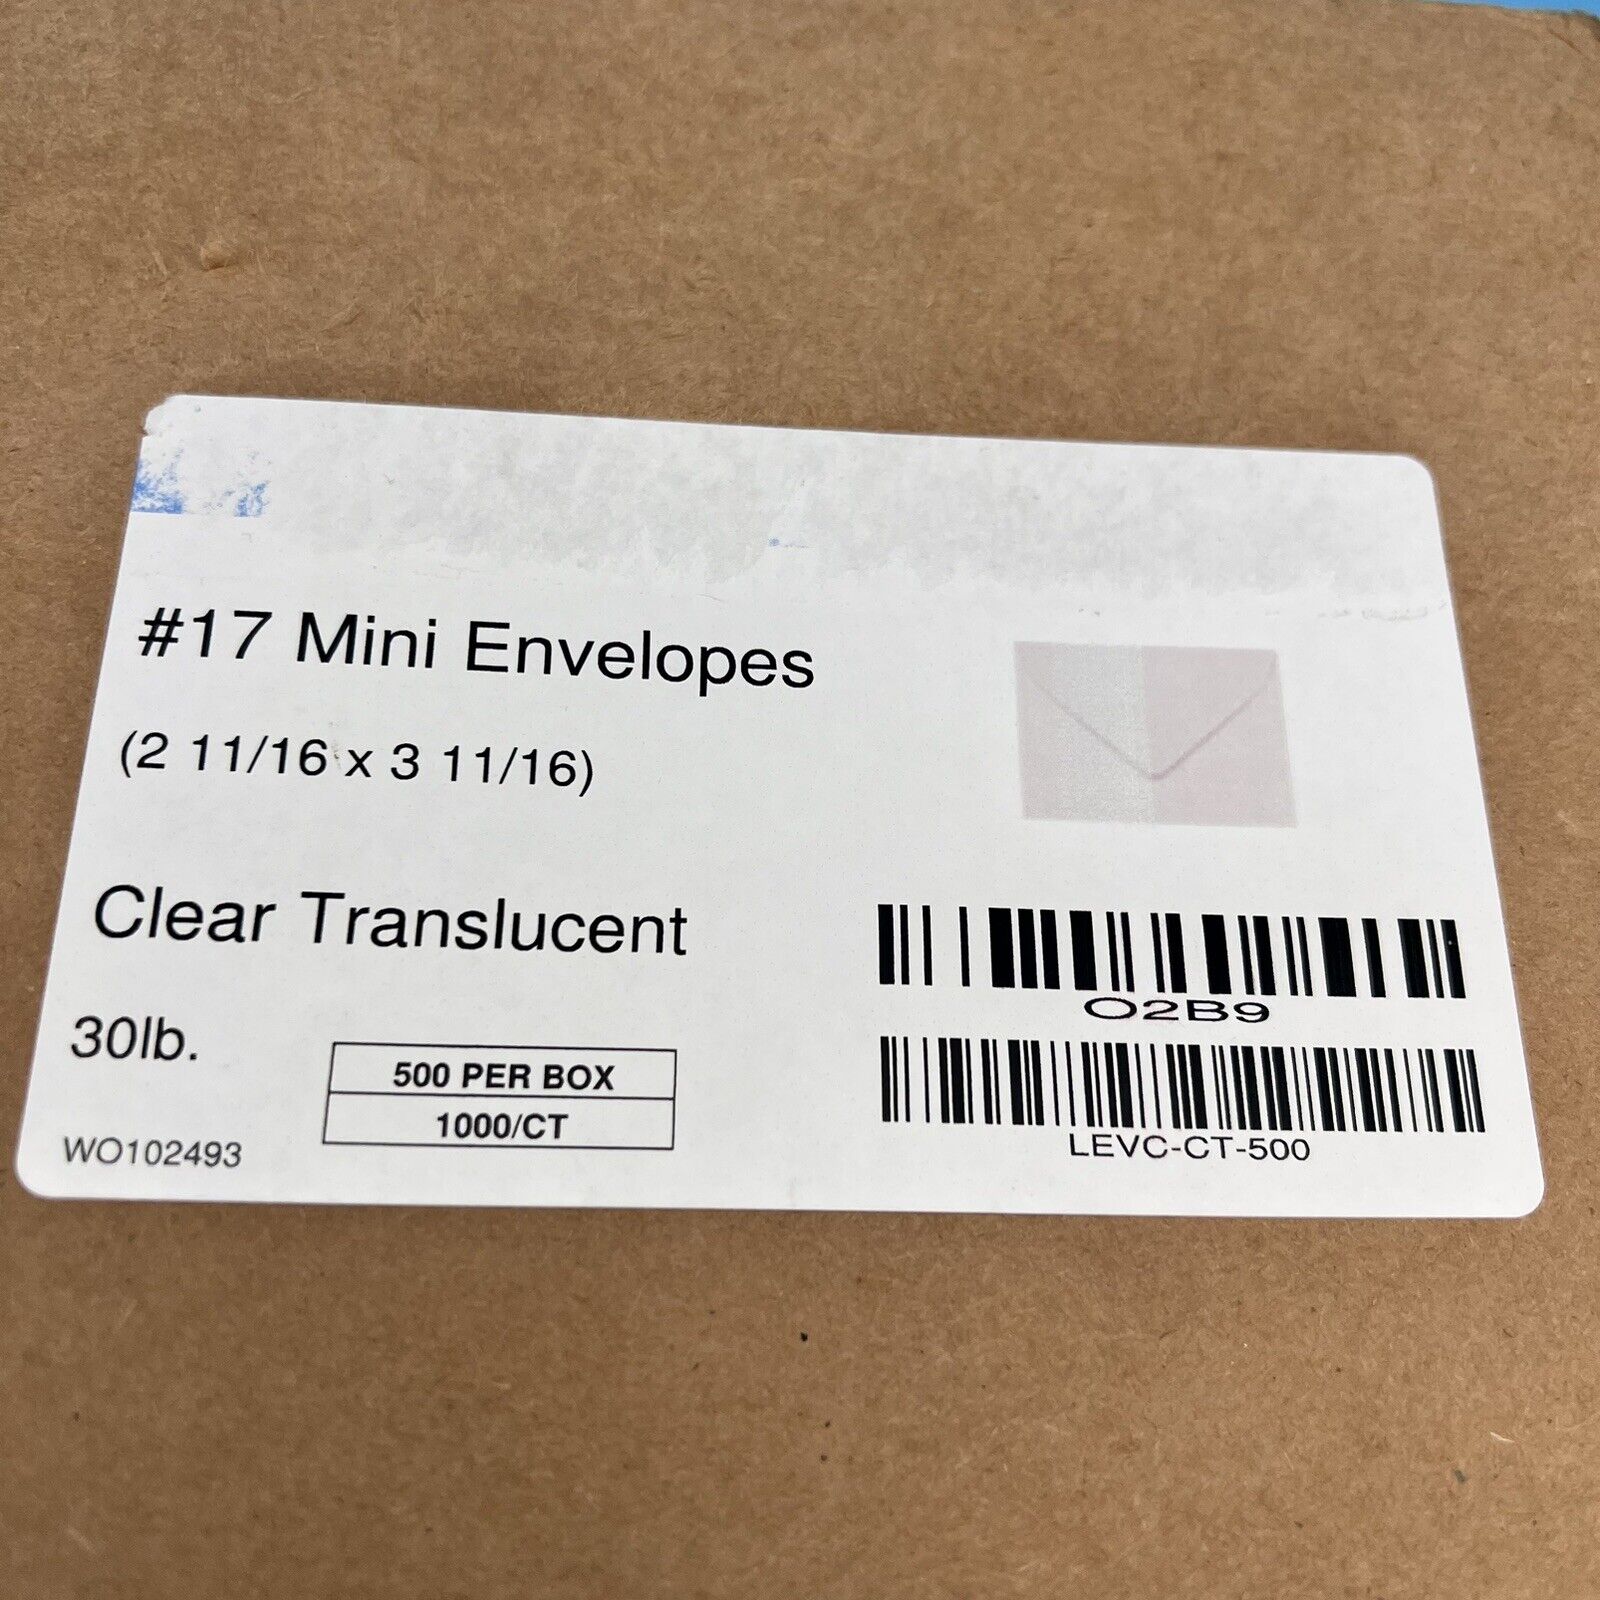 #17 Mini Envelopes
(2 11/16 x 3 11/16)
Clear Translucent
30lb.
500 PER BOX
1000/CT
WO102493
O2B9
LEVC-CT-500